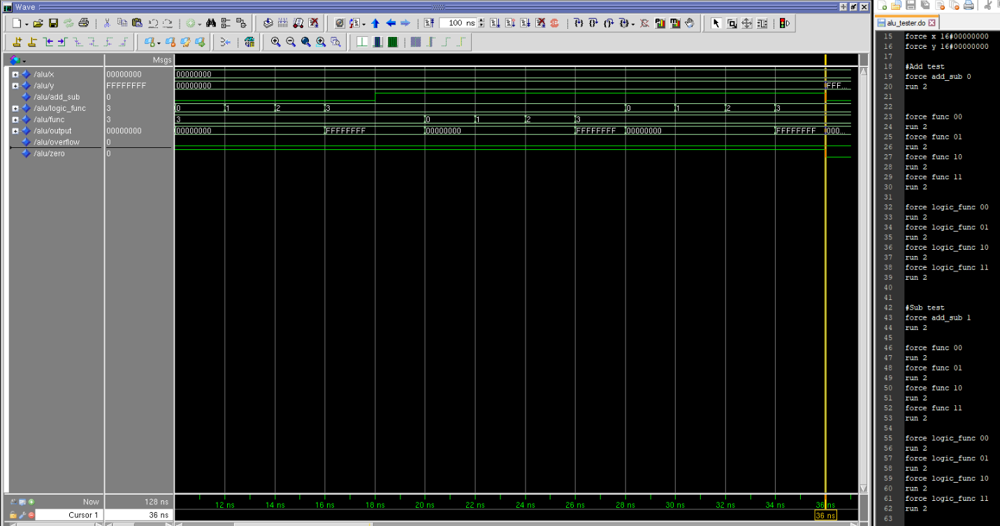 Wave
100 ns
Msgs
/alu/x 00000000 00000000
/alu/y FFFFFFFF 00000000 FFF...
/alu/add_sub 0
/alu/logic_func 3 0 1 2 3 0 1 2 3
/alu/func 3 3 0 1 2 3
/alu/output 00000000 00000000 FFFFFFFF 00000000 FFFFFFFF 00000000 FFFFFFFF 000...
/alu/overflow 0
/alu/zero 0
Now 128 ns 12 ns 14 ns 16 ns 18 ns 20 ns 22 ns 24 ns 26 ns 28 ns 30 ns 32 ns 34 ns 36 ns
Cursor 1 36 ns 36 ns
alu_tester.do
15 force x 16#00000000
16 force y 16#00000000
17
18 #Add test
19 force add_sub 0
20 run 2
21
22
23 force func 00
24 run 2
25 force func 01
26 run 2
27 force func 10
28 run 2
29 force func 11
30 run 2
31
32 force logic_func 00
33 run 2
34 force logic_func 01
35 run 2
36 force logic_func 10
37 run 2
38 force logic_func 11
39 run 2
40
41
42 #Sub test
43 force add_sub 1
44 run 2
45
46 force func 00
47 run 2
48 force func 01
49 run 2
50 force func 10
51 run 2
52 force func 11
53 run 2
54
55 force logic_func 00
56 run 2
57 force logic_func 01
58 run 2
59 force logic_func 10
60 run 2
61 force logic_func 11
62 run 2
63